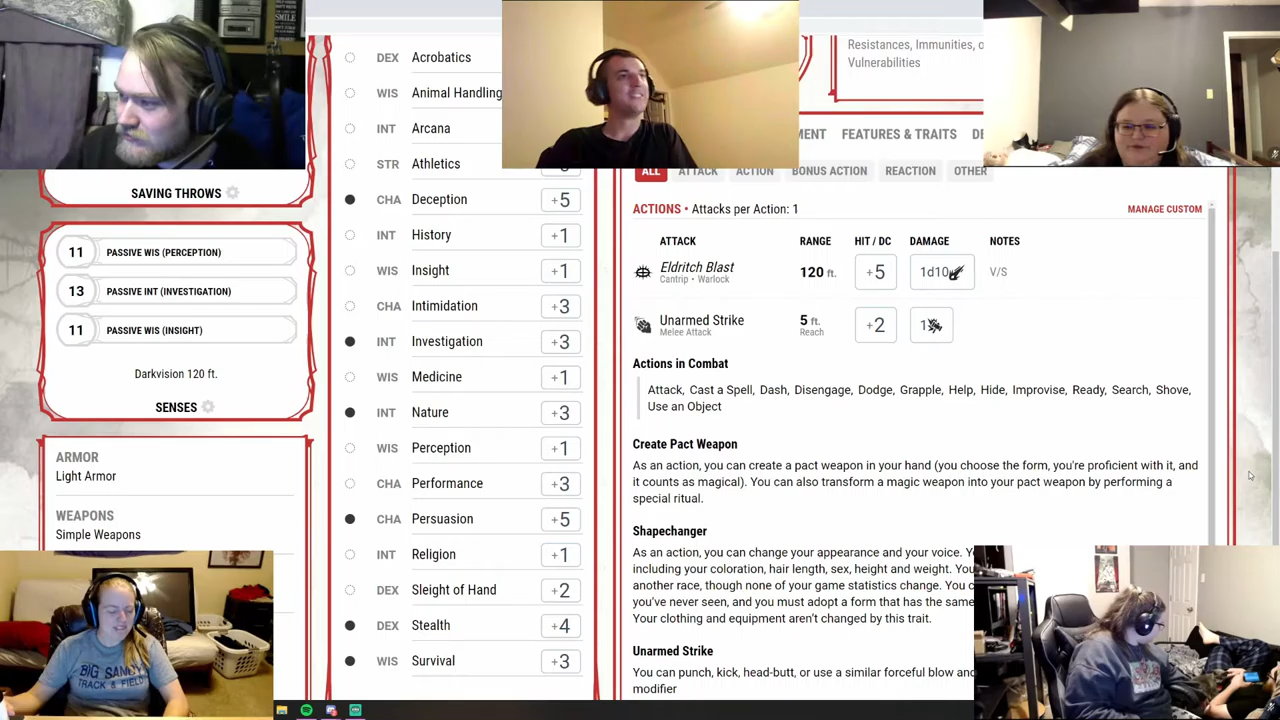 SAVING THROWS
11 PASSIVE WIS (PERCEPTION)
13 PASSIVE INT (INVESTIGATION)
11 PASSIVE WIS (INSIGHT)
Darkvision 120 ft.
SENSES
ARMOR
Light Armor
WEAPONS
Simple Weapons
DEX Acrobatics
WIS Animal Handling
INT Arcana
STR Athletics
CHA Deception +5
INT History +1
WIS Insight +1
CHA Intimidation +3
INT Investigation +3
WIS Medicine +1
INT Nature +3
WIS Perception +1
CHA Performance +3
CHA Persuasion +5
INT Religion +1
DEX Sleight of Hand +2
DEX Stealth +4
WIS Survival +3
Resistances, Immunities, o
Vulnerabilities
MENT FEATURES & TRAITS DE
ALL ATTACK ACTION BONUS ACTION REACTION OTHER
ACTIONS • Attacks per Action: 1 MANAGE CUSTOM
ATTACK RANGE HIT / DC DAMAGE NOTES
Eldritch Blast 120 ft. +5 1d10 V/S
Cantrip • Warlock
Unarmed Strike 5 ft. +2 1
Melee Attack Reach
Actions in Combat
Attack, Cast a Spell, Dash, Disengage, Dodge, Grapple, Help, Hide, Improvise, Ready, Search, Shove,
Use an Object
Create Pact Weapon
As an action, you can create a pact weapon in your hand (you choose the form, you're proficient with it, and
it counts as magical). You can also transform a magic weapon into your pact weapon by performing a
special ritual.
Shapechanger
As an action, you can change your appearance and your voice. Y
including your coloration, hair length, sex, height and weight. You
another race, though none of your game statistics change. You c
you've never seen, and you must adopt a form that has the same
Your clothing and equipment aren't changed by this trait.
Unarmed Strike
You can punch, kick, head-butt, or use a similar forceful blow and
modifier
BIG SANDY
TRACK & FIELD
SMILE